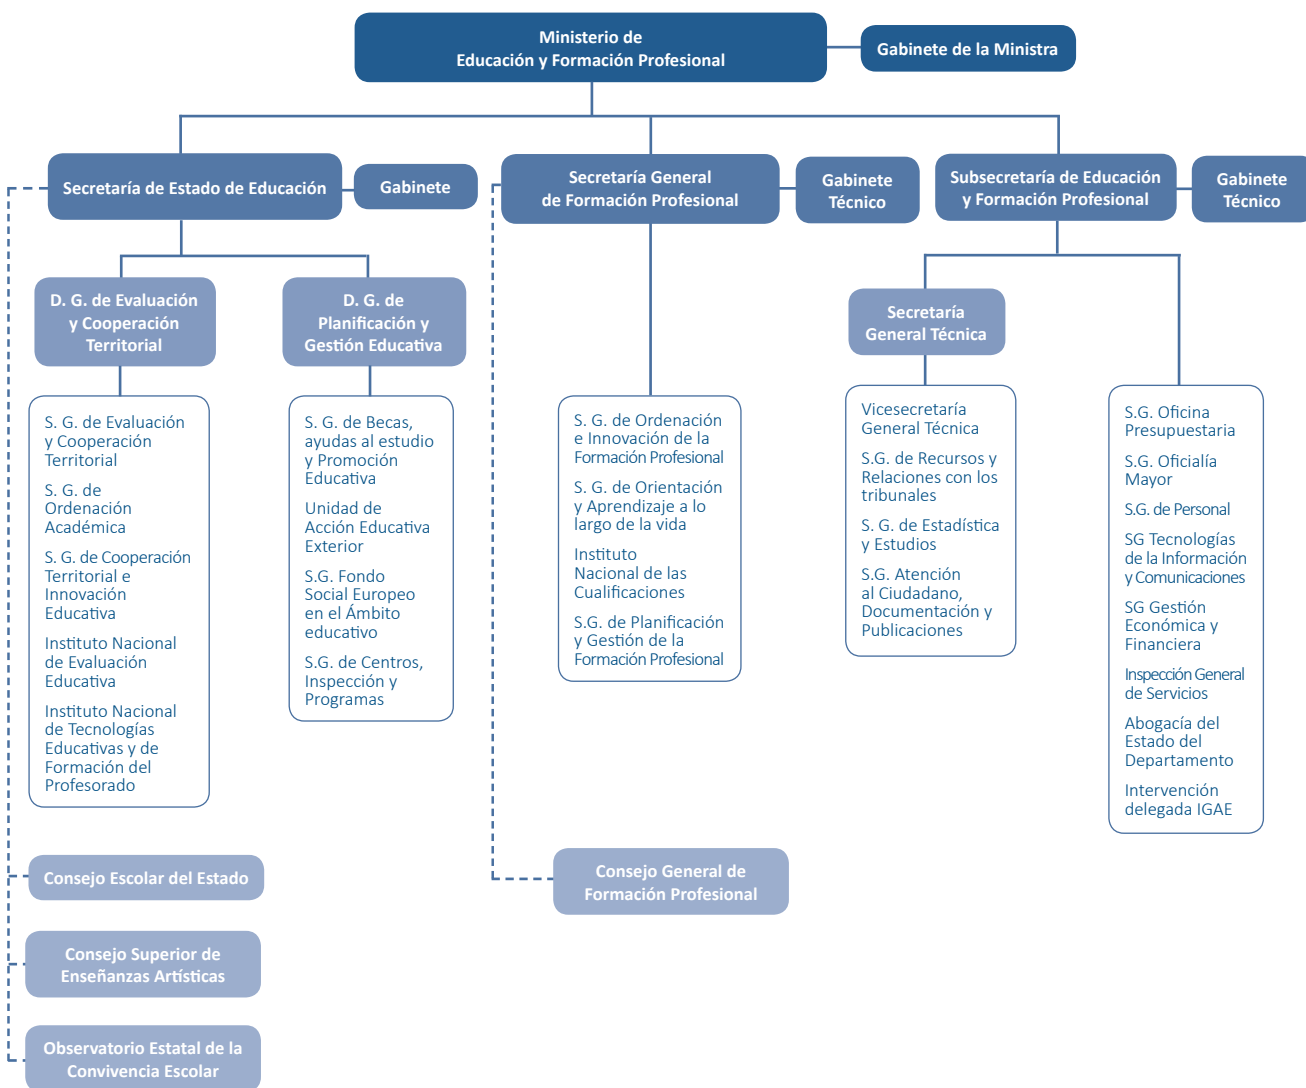 Ministerio de
Educación y Formación Profesional
Gabinete de la Ministra
Secretaría de Estado de Educación
Gabinete
Secretaría General
de Formación Profesional
Gabinete
Técnico
Subsecretaría de Educación
y Formación Profesional
Gabinete
Técnico
D. G. de Evaluación
y Cooperación
Territorial
D. G. de
Planificación y
Gestión Educativa
Secretaría
General Técnica
S. G. de Evaluación
y Cooperación
Territorial
S. G. de
Ordenación
Académica
S. G. de Cooperación
Territorial e
Innovación
Educativa
Instituto Nacional
de Evaluación
Educativa
Instituto Nacional
de Tecnologías
Educativas y de
Formación del
Profesorado
S. G. de Becas,
ayudas al estudio
y Promoción
Educativa
Unidad de
Acción Educativa
Exterior
S.G. Fondo
Social Europeo
en el Ámbito
educativo
S.G. de Centros,
Inspección y
Programas
S. G. de Ordenación
e Innovación de la
Formación Profesional
S. G. de Orientación
y Aprendizaje a lo
largo de la vida
Instituto
Nacional de las
Cualificaciones
S.G. de Planificación
y Gestión de la
Formación Profesional
Vicesecretaría
General Técnica
S.G. de Recursos y
Relaciones con los
tribunales
S. G. de Estadística
y Estudios
S.G. Atención
al Ciudadano,
Documentación y
Publicaciones
S.G. Oficina
Presupuestaria
S.G. Oficialía
Mayor
S.G. de Personal
SG Tecnologías
de la Información
y Comunicaciones
SG Gestión
Económica y
Financiera
Inspección General
de Servicios
Abogacía del
Estado del
Departamento
Intervención
delegada IGAE
Consejo Escolar del Estado
Consejo General de
Formación Profesional
Consejo Superior de
Enseñanzas Artísticas
Observatorio Estatal de la
Convivencia Escolar